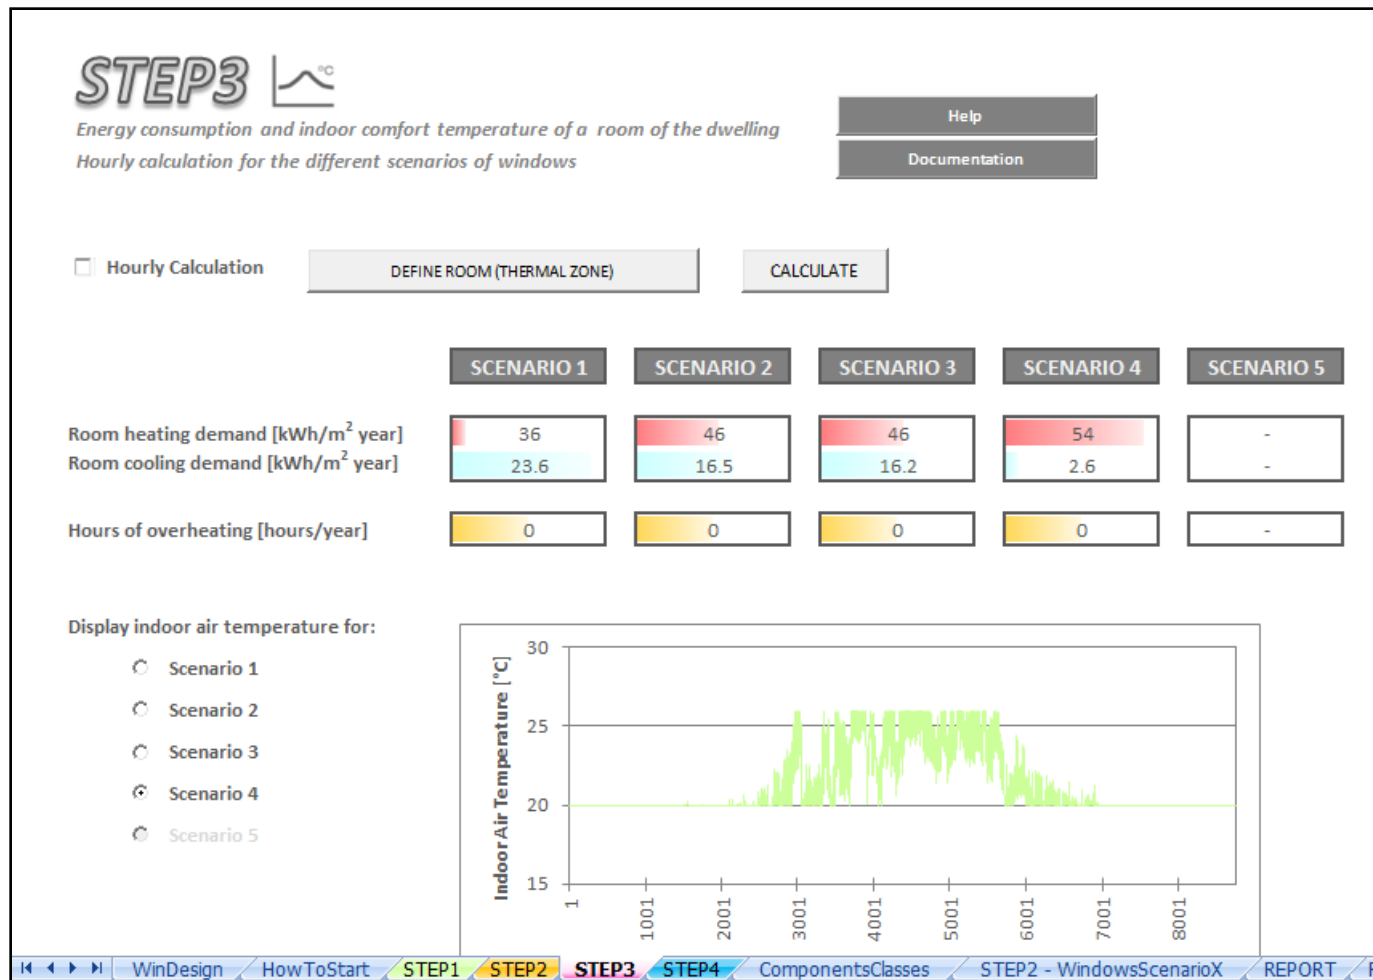 STEP3 °C
Energy consumption and indoor comfort temperature of a room of the dwelling
Hourly calculation for the different scenarios of windows
Help
Documentation
Hourly Calculation
DEFINE ROOM (THERMAL ZONE)
CALCULATE
SCENARIO 1 SCENARIO 2 SCENARIO 3 SCENARIO 4 SCENARIO 5
Room heating demand [kWh/m² year] 36 46 46 54 -
Room cooling demand [kWh/m² year] 23.6 16.5 16.2 2.6 -
Hours of overheating [hours/year] 0 0 0 0 -
Display indoor air temperature for:
Scenario 1
Scenario 2
Scenario 3
Scenario 4
Scenario 5
Indoor Air Temperature [°C]
30
25
20
15
1 1001 2001 3001 4001 5001 6001 7001 8001
WinDesign HowToStart STEP1 STEP2 STEP3 STEP4 ComponentsClasses STEP2 - WindowsScenarioX REPORT